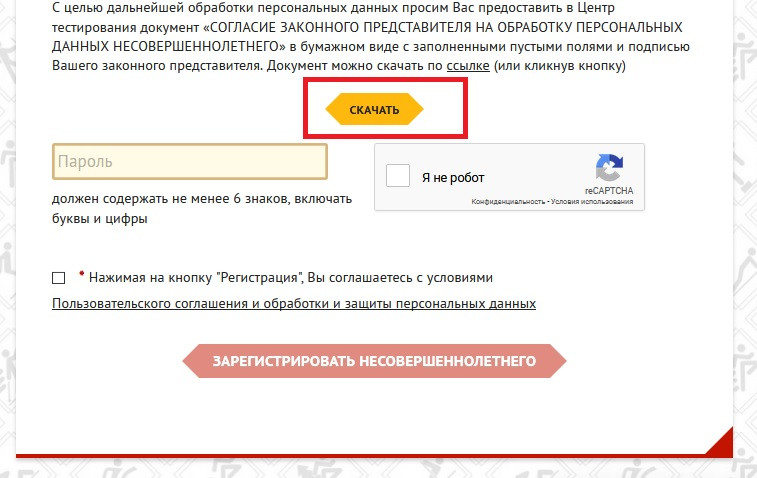 С целью дальнейшей обработки персональных данных просим Вас предоставить в Центр
тестирования документ «СОГЛАСИЕ ЗАКОННОГО ПРЕДСТАВИТЕЛЯ НА ОБРАБОТКУ ПЕРСОНАЛЬНЫХ
ДАННЫХ НЕСОВЕРШЕННОЛЕТНЕГО» в бумажном виде с заполненными пустыми полями и подписью
Вашего законного представителя. Документ можно скачать по ссылке (или кликнув кнопку)
СКАЧАТЬ
Пароль
Я не робот
reCAPTCHA
Конфиденциальность - Условия использования
должен содержать не менее 6 знаков, включать
буквы и цифры
* Нажимая на кнопку "Регистрация", Вы соглашаетесь с условиями
Пользовательского соглашения и обработки и защиты персональных данных
ЗАРЕГИСТРИРОВАТЬ НЕСОВЕРШЕННОЛЕТНЕГО